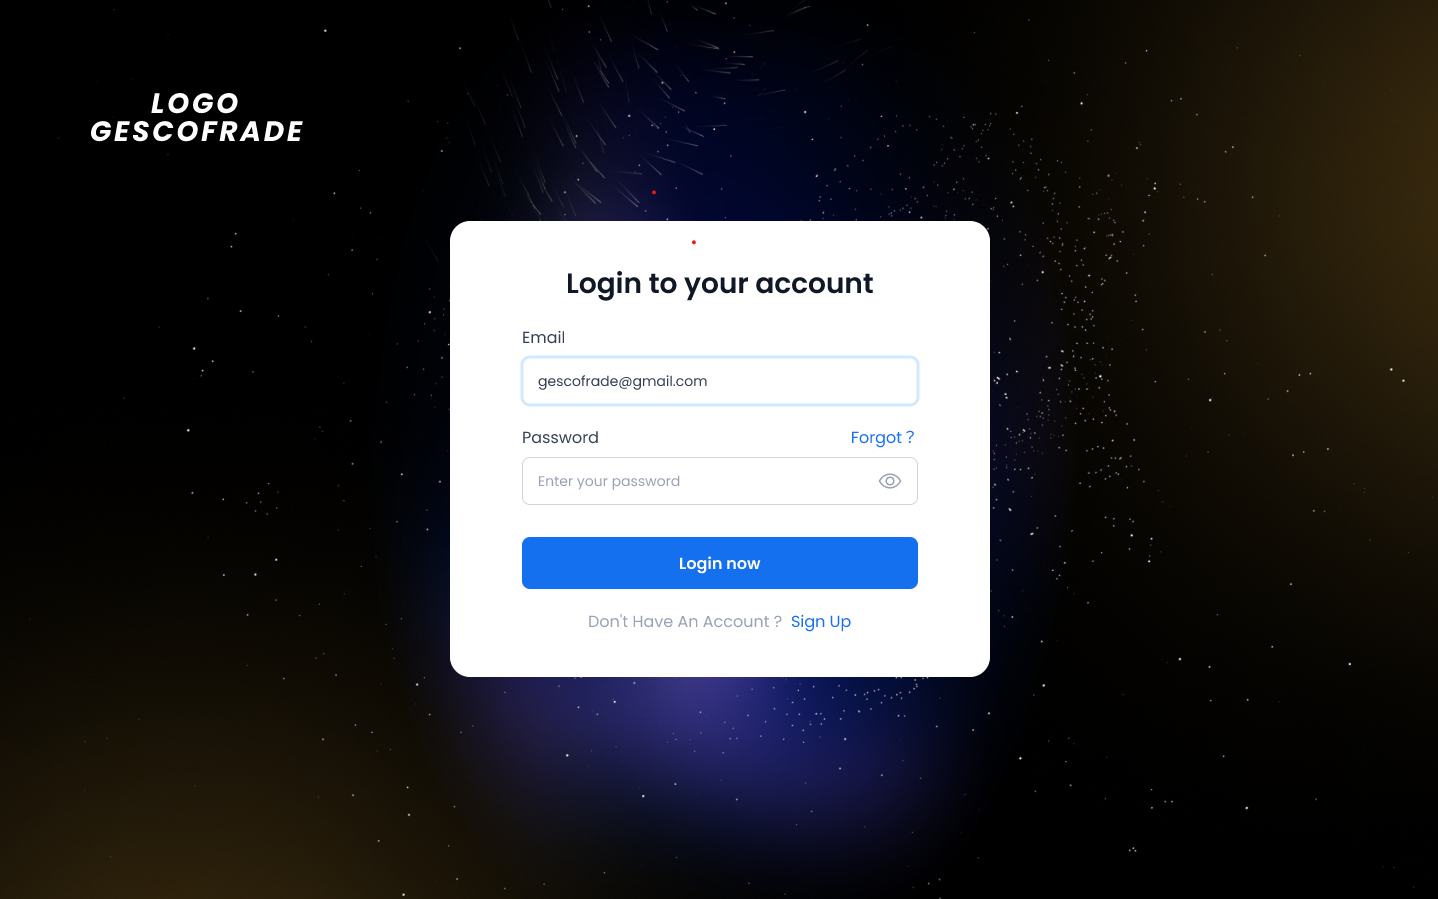 LOGO
GESCOFRADE
Login to your account
Email
gescofrade@gmail.com
Password
Forgot ?
Enter your password
Login now
Don't Have An Account ? Sign Up